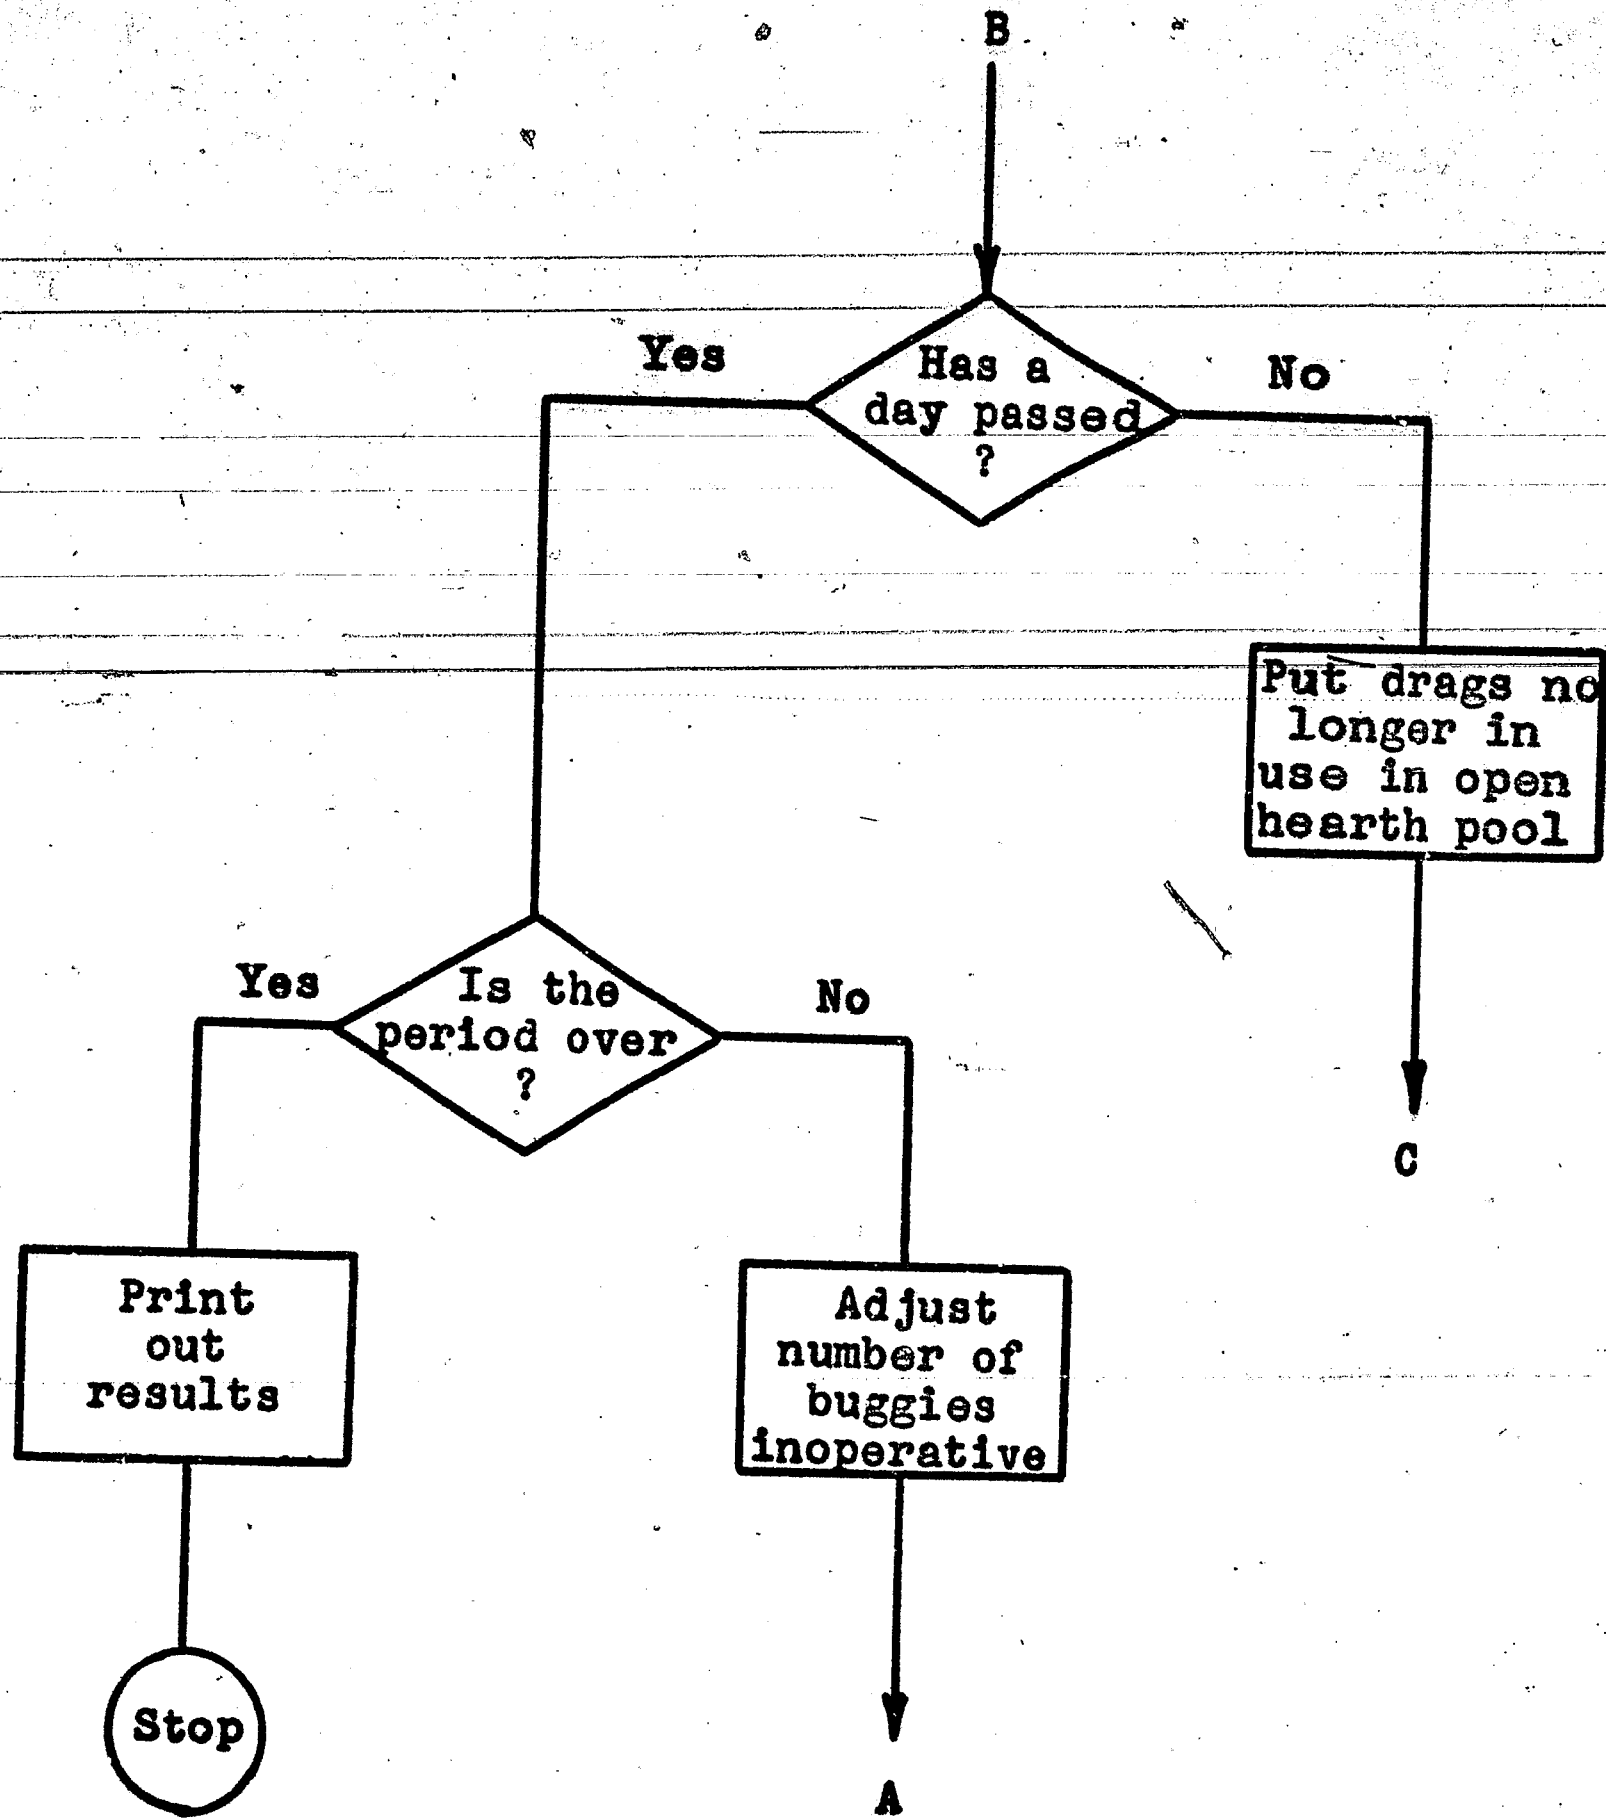 B
Yes
Has a
day passed
?
No
Put drags no
longer in
use in open
hearth pool
C
Yes
Is the
period over
?
No
Print
out
results
Adjust
number of
buggies
inoperative
Stop
A